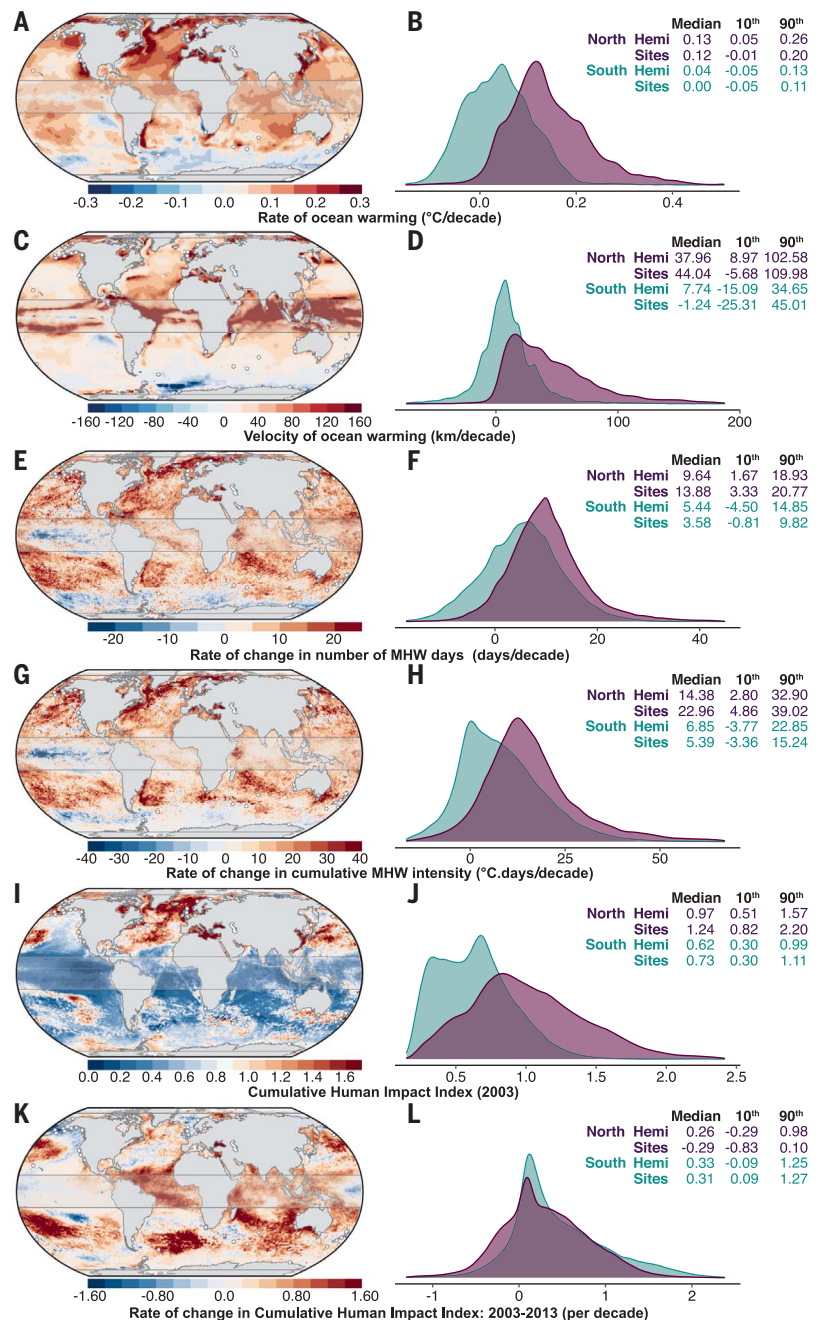 A
-0.3 -0.2 -0.1 0.0 0.1 0.2 0.3
Rate of ocean warming (°C/decade)
B
Median 10th 90th
North Hemi 0.13 0.05 0.26
Sites 0.12 -0.01 0.20
South Hemi 0.04 -0.05 0.13
Sites 0.00 -0.05 0.11
0.0 0.2 0.4
C
-160 -120 -80 -40 0 40 80 120 160
Velocity of ocean warming (km/decade)
D
Median 10th 90th
North Hemi 37.96 8.97 102.58
Sites 44.04 -5.68 109.98
South Hemi 7.74 -15.09 34.65
Sites -1.24 -25.31 45.01
0 100 200
E
-20 -10 0 10 20
Rate of change in number of MHW days (days/decade)
F
Median 10th 90th
North Hemi 9.64 1.67 18.93
Sites 13.88 3.33 20.77
South Hemi 5.44 -4.50 14.85
Sites 3.58 -0.81 9.82
0 20 40
G
-40 -30 -20 -10 0 10 20 30 40
Rate of change in cumulative MHW intensity (°C.days/decade)
H
Median 10th 90th
North Hemi 14.38 2.80 32.90
Sites 22.96 4.86 39.02
South Hemi 6.85 -3.77 22.85
Sites 5.39 -3.36 15.24
0 25 50
I
0.0 0.2 0.4 0.6 0.8 0.9 1.2 1.4 1.6
Cumulative Human Impact Index (2003)
J
Median 10th 90th
North Hemi 0.97 0.51 1.57
Sites 1.24 0.82 2.20
South Hemi 0.62 0.30 0.99
Sites 0.73 0.30 1.11
0.5 1.0 1.5 2.0 2.5
K
-1.60 -0.80 0.0 0.80 1.60
Rate of change in Cumulative Human Impact Index: 2003-2013 (per decade)
L
Median 10th 90th
North Hemi 0.26 -0.29 0.98
Sites -0.29 -0.83 0.10
South Hemi 0.33 -0.09 1.25
Sites 0.31 0.09 1.27
-1 0 1 2